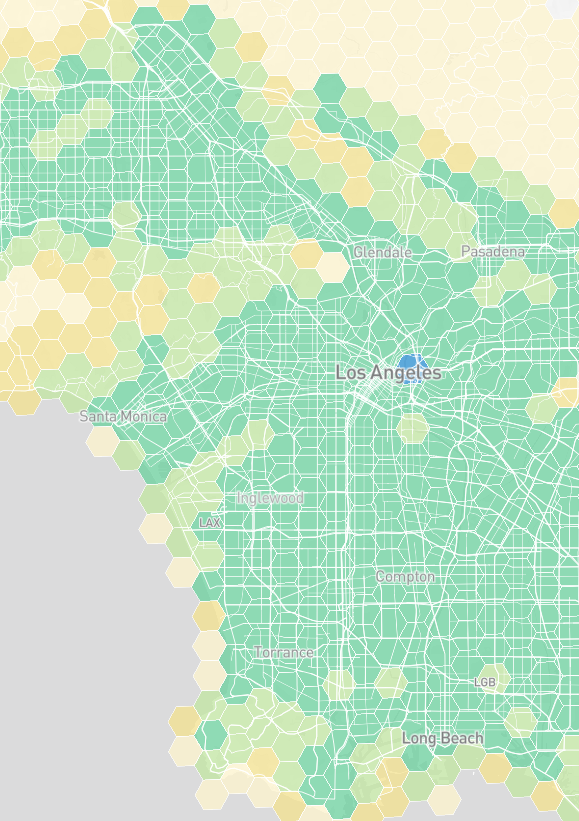 Glendale
Pasadena
Los Angeles
Santa Monica
Inglewood
LAX
Compton
Torrance
LGB
Long Beach